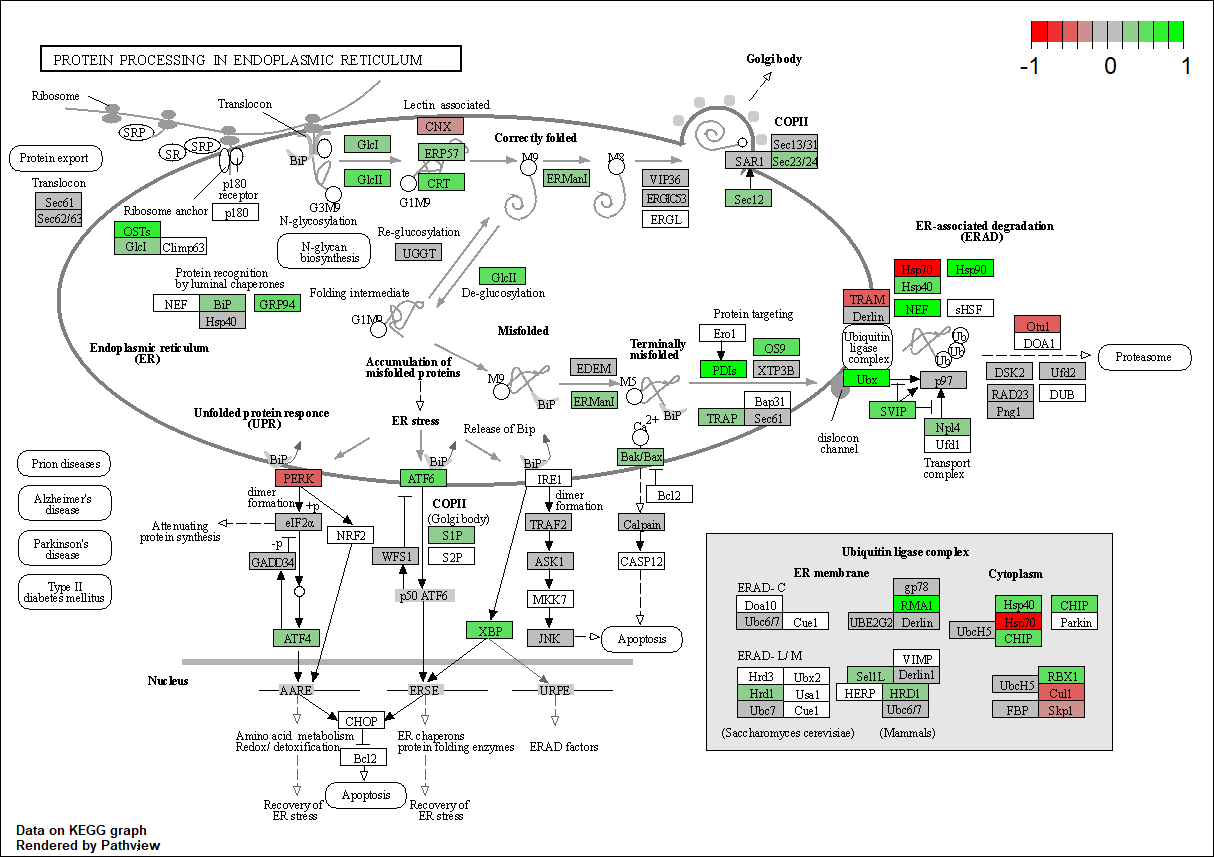 PROTEIN PROCESSING IN ENDOPLASMIC RETICULUM
-1 0 1
Golgi body
Ribosome
Translocon
Lectin associated
CNX
COPII
SRP
SR
SRP
BiP
GlcI
ERP57
Correctly folded
Sec13/31
Sec23/24
SAR1
Protein export
GlcII
CRT
M9
M8
ERManI
VIP36
Translocon
Sec61
Sec62/63
p180
receptor
p180
Ribosome anchor
G3M9
N-glycosylation
G1M9
ERGIC53
ERGL
Sec12
OSTs
GlcI
Climp63
N-glycan
biosynthesis
Re-glucosylation
UGGT
ER-associated degradation
(ERAD)
Protein recognition
by luminal chaperones
NEF
BiP
GRP94
Hsp40
GlcII
De-glucosylation
Folding intermediate
G1M9
Hsp70
Hsp90
Hsp40
TRAM
Derlin
NEF
sHSF
Endoplasmic reticulum
(ER)
Misfolded
Protein targeting
Ero1
OS9
Ubiquitin
ligase
complex
Ub
Ub
Ub
Otu1
DOA1
Proteasome
Accumulation of
misfolded proteins
Terminally
misfolded
M9
BiP
EDEM
ERManI
M5
BiP
PDIs
XTP3B
Ubx
p97
DSK2
Ufd2
RAD23
DUB
Png1
Unfolded protein responce
(UPR)
ER stress
Release of Bip
TRAP
Bap31
Sec61
Ca2+
SVIP
Npl4
Ufd1
Transport
complex
dislocon
channel
Bak/Bax
Prion diseases
Alzheimer's
disease
Parkinson's
disease
Type II
diabetes mellitus
BiP
BiP
BiP
PERK
ATF6
IRE1
dimer
formation
+p
dimer
formation
Bcl2
Attenuating
protein synthesis
eIF2α
-p
GADD34
NRF2
COPII
(Golgi body)
S1P
S2P
WFS1
p50 ATF6
TRAF2
ASK1
MKK7
JNK
Calpain
CASP12
Apoptosis
ATF4
XBP
Nucleus
AARE
ERSE
URPE
CHOP
Bcl2
Apoptosis
Amino acid metabolism
Redox/ detoxification
ER chaperons
protein folding enzymes
ERAD factors
Recovery of
ER stress
Recovery of
ER stress
Ubiquitin ligase complex
ER membrane
Cytoplasm
ERAD- C
Doa10
Ubc6/7
Cue1
gp78
RMA1
UBE2G2
Derlin
Hsp40
CHIP
UbcH5
Hsp70
Parkin
CHIP
ERAD- L/ M
Hrd3
Ubx2
Hrd1
Usa1
Ubc7
Cue1
VIMP
Sel1L
Derlin1
HERP
HRD1
Ubc6/7
RBX1
UbcH5
Cul1
FBP
Skp1
(Saccharomyces cerevisiae)
(Mammals)
Data on KEGG graph
Rendered by Pathview